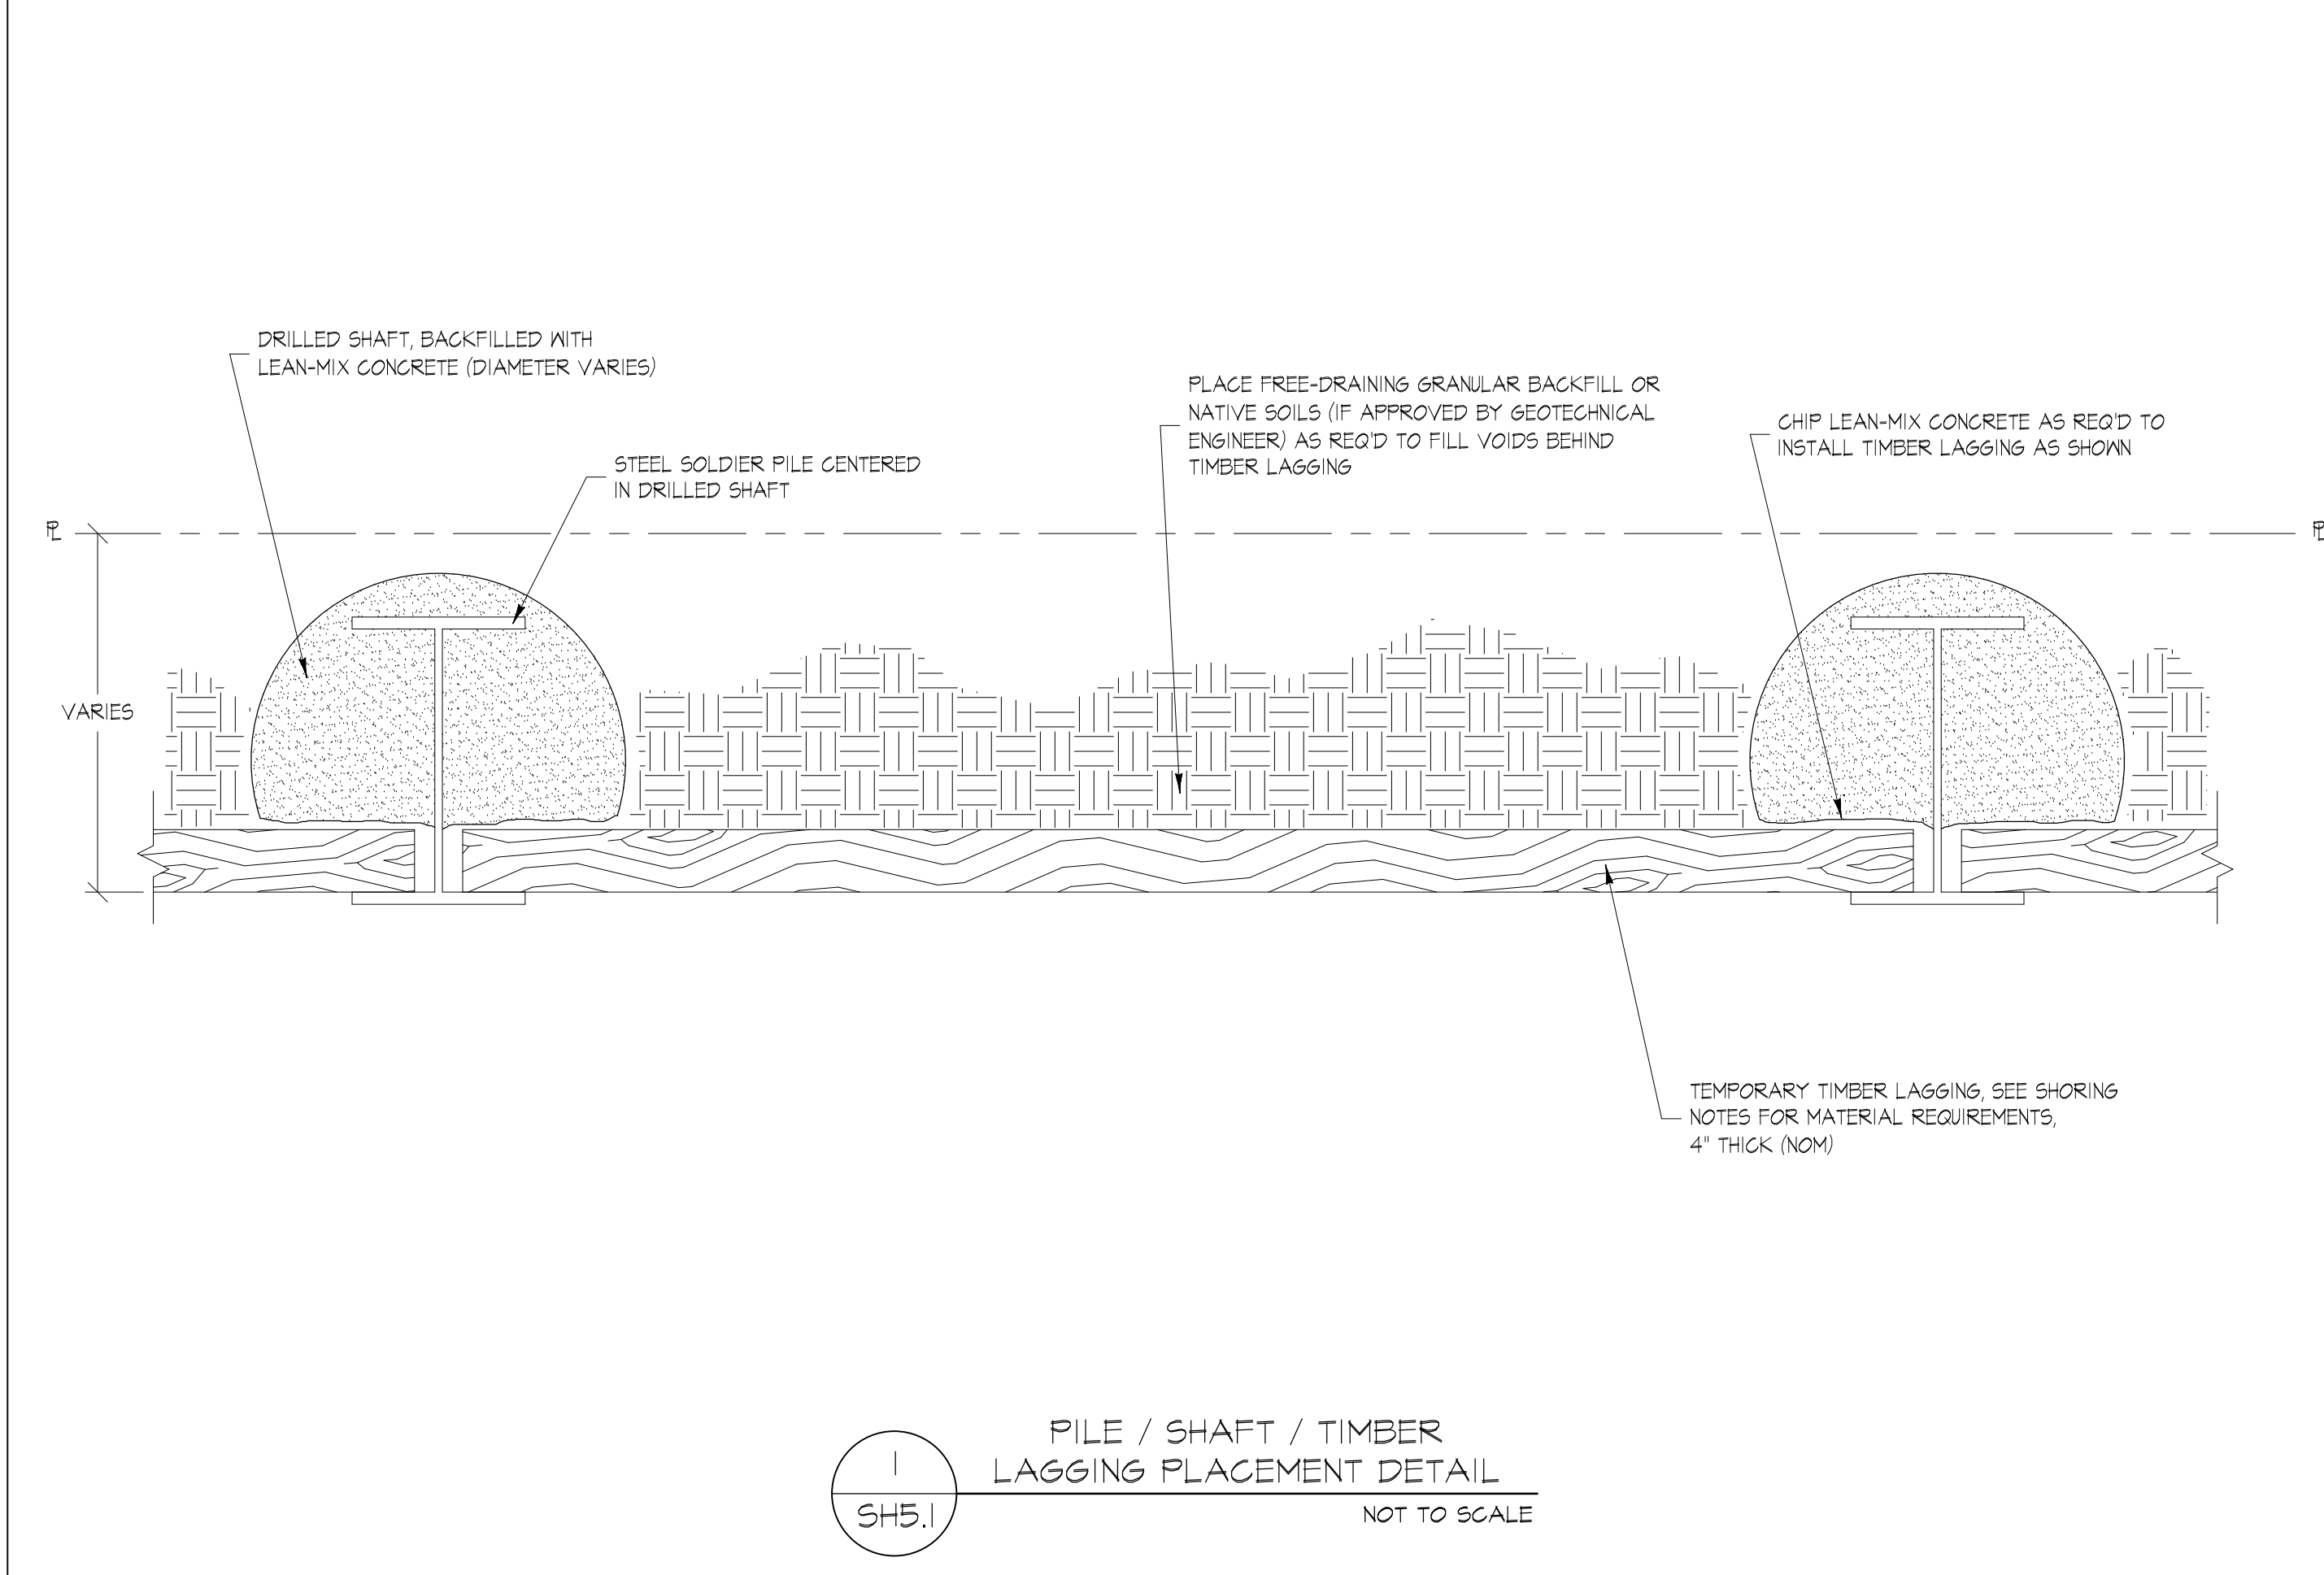 DRILLED SHAFT, BACKFILLED WITH
LEAN-MIX CONCRETE (DIAMETER VARIES)
STEEL SOLDIER PILE CENTERED
IN DRILLED SHAFT
PLACE FREE-DRAINING GRANULAR BACKFILL OR
NATIVE SOILS (IF APPROVED BY GEOTECHNICAL
ENGINEER) AS REQ'D TO FILL VOIDS BEHIND
TIMBER LAGGING
CHIP LEAN-MIX CONCRETE AS REQ'D TO
INSTALL TIMBER LAGGING AS SHOWN
PL
VARIES
TEMPORARY TIMBER LAGGING, SEE SHORING
NOTES FOR MATERIAL REQUIREMENTS,
4" THICK (NOM)
PILE / SHAFT / TIMBER
LAGGING PLACEMENT DETAIL
1
SH5.1
NOT TO SCALE